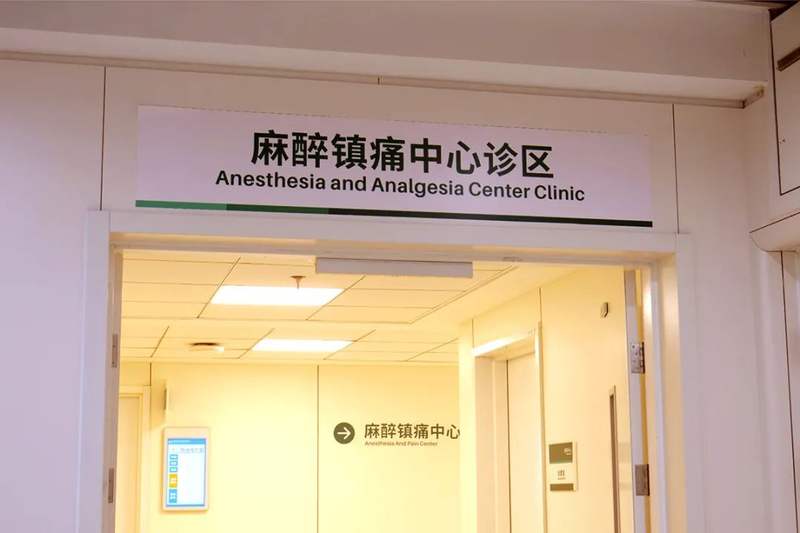 麻醉镇痛中心诊区
Anesthesia and Analgesia Center Clinic
麻醉镇痛中心
Anesthesia And Pain Center